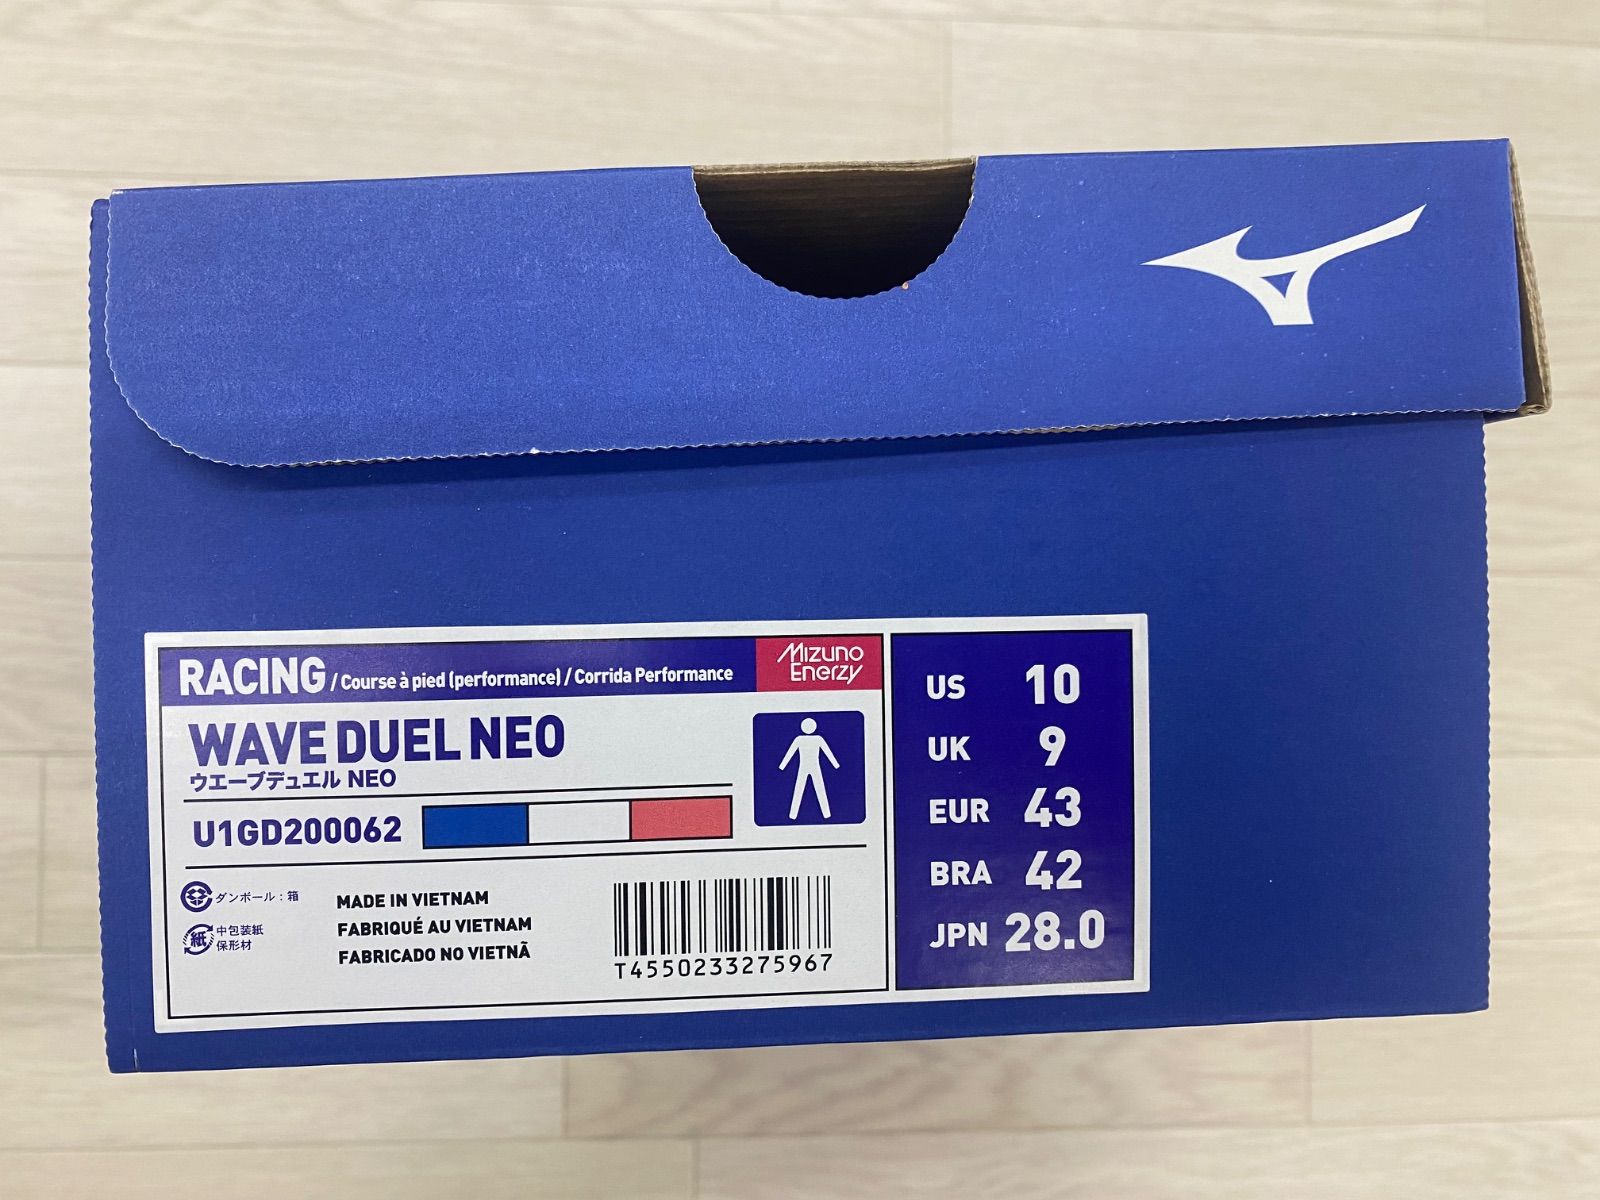 RACING / Course à pied (performance) / Corrida Performance
Mizuno
Enerzy
WAVE DUEL NEO
ウエーブデュエル NEO
U1GD200062
ダンボール：箱
紙
中包装紙
保形材
MADE IN VIETNAM
FABRIQUÉ AU VIETNAM
FABRICADO NO VIETNÃ
T4550233275967
US 10
UK 9
EUR 43
BRA 42
JPN 28.0